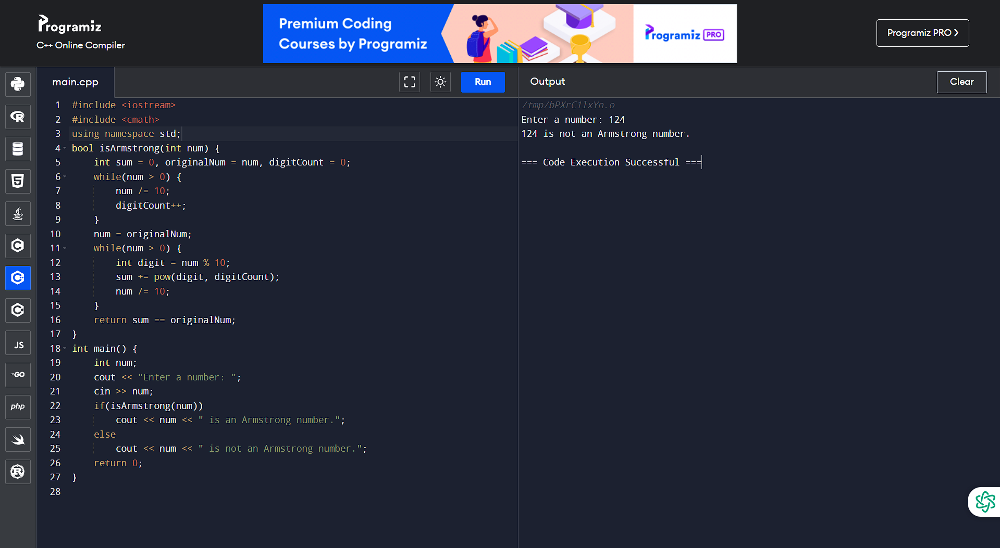 Programiz
C++ Online Compiler
Premium Coding
Courses by Programiz
Programiz PRO
Programiz PRO ❯
main.cpp
Run
Output
Clear
1 #include <iostream>
2 #include <cmath>
3 using namespace std;
4 bool isArmstrong(int num) {
5     int sum = 0, originalNum = num, digitCount = 0;
6     while(num > 0) {
7         num /= 10;
8         digitCount++;
9     }
10     num = originalNum;
11     while(num > 0) {
12         int digit = num % 10;
13         sum += pow(digit, digitCount);
14         num /= 10;
15     }
16     return sum == originalNum;
17 }
18 int main() {
19     int num;
20     cout << "Enter a number: ";
21     cin >> num;
22     if(isArmstrong(num))
23         cout << num << " is an Armstrong number.";
24     else
25         cout << num << " is not an Armstrong number.";
26     return 0;
27 }
28
/tmp/bPXrC1lxYn.o
Enter a number: 124
124 is not an Armstrong number.
=== Code Execution Successful ===
R
5
C
C++
C#
JS
GO
php
R